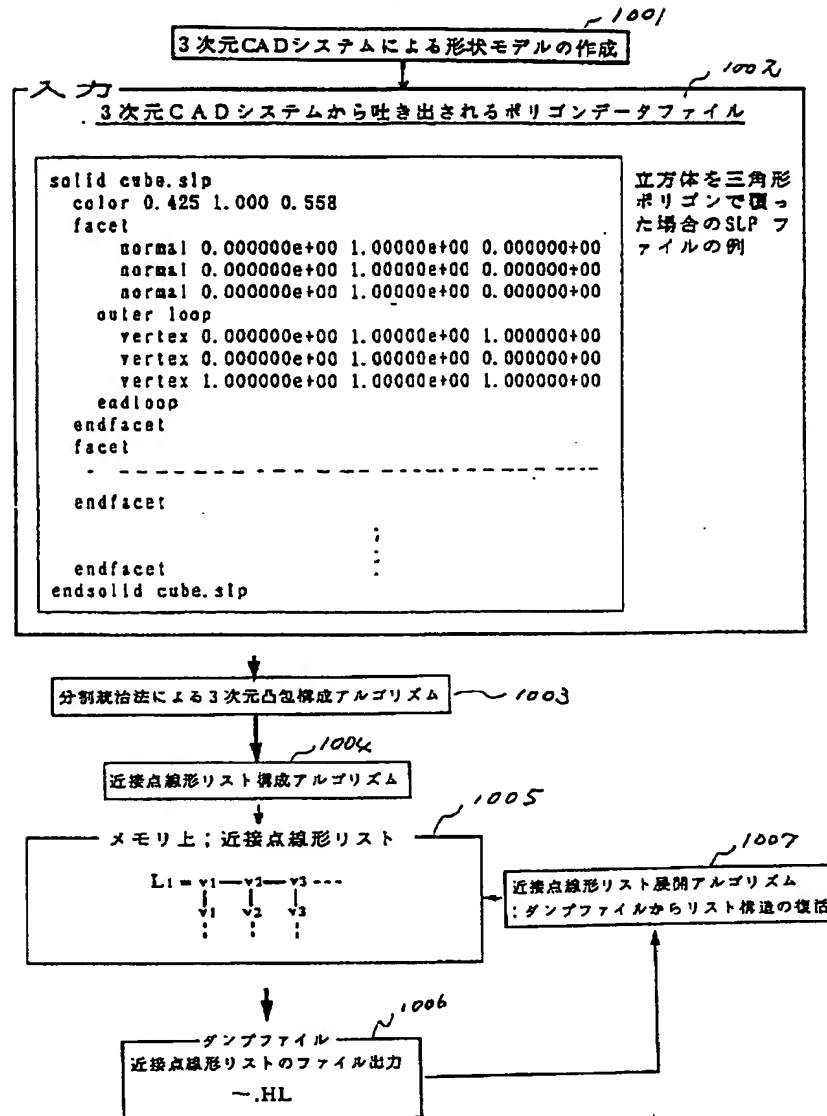 1001
3次元CADシステムによる形状モデルの作成
1002
入力
3次元CADシステムから吐き出されるポリゴンデータファイル
solid cube.slp
color 0.425 1.000 0.558
facet
normal 0.000000e+00 1.00000e+00 0.000000+00
normal 0.000000e+00 1.00000e+00 0.000000+00
normal 0.000000e+00 1.00000e+00 0.000000+00
outer loop
vertex 0.000000e+00 1.00000e+00 1.000000+00
vertex 0.000000e+00 1.00000e+00 0.000000+00
vertex 1.000000e+00 1.00000e+00 1.000000+00
endloop
endfacet
facet
endfacet
endfacet
endsolid cube.slp
立方体を三角形
ポリゴンで覆っ
た場合のSLP フ
ァイルの例
分割統治法による3次元凸包構成アルゴリズム
1003
1004
近接点線形リスト構成アルゴリズム
1005
メモリ上;近接点線形リスト
L1 = v1—v2—v3 ---
v1 v2 v3
1007
近接点線形リスト展開アルゴリズム
:ダンプファイルからリスト構造の復活
1006
ダンプファイル
近接点線形リストのファイル出力
〜.HL